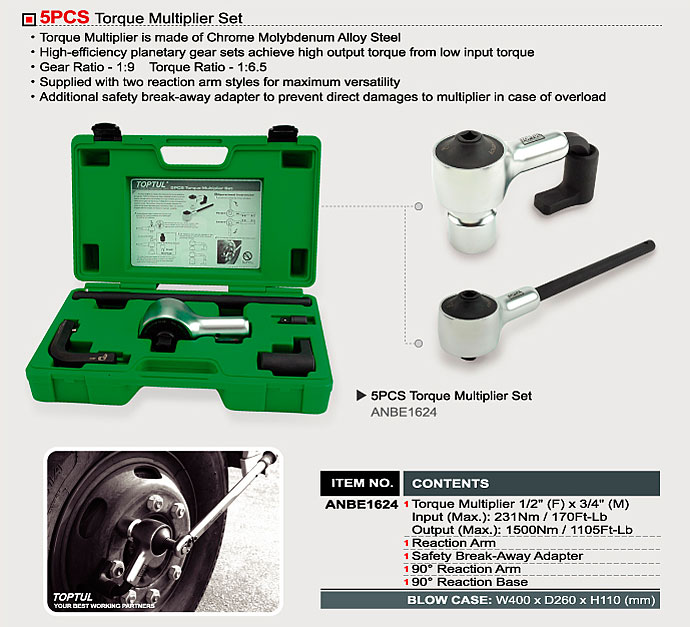 5PCS Torque Multiplier Set
• Torque Multiplier is made of Chrome Molybdenum Alloy Steel
• High-efficiency planetary gear sets achieve high output torque from low input torque
• Gear Ratio - 1:9 Torque Ratio - 1:6.5
• Supplied with two reaction arm styles for maximum versatility
• Additional safety break-away adapter to prevent direct damages to multiplier in case of overload
TOPTUL
5PCS Torque Multiplier Set
5PCS Torque Multiplier Set
ANBE1624
TOPTUL
YOUR BEST WORKING PARTNERS
ITEM NO. CONTENTS
ANBE1624 1 Torque Multiplier 1/2" (F) x 3/4" (M)
Input (Max.): 231Nm / 170Ft-Lb
Output (Max.): 1500Nm / 1105Ft-Lb
1 Reaction Arm
1 Safety Break-Away Adapter
1 90° Reaction Arm
1 90° Reaction Base
BLOW CASE: W400 x D260 x H110 (mm)